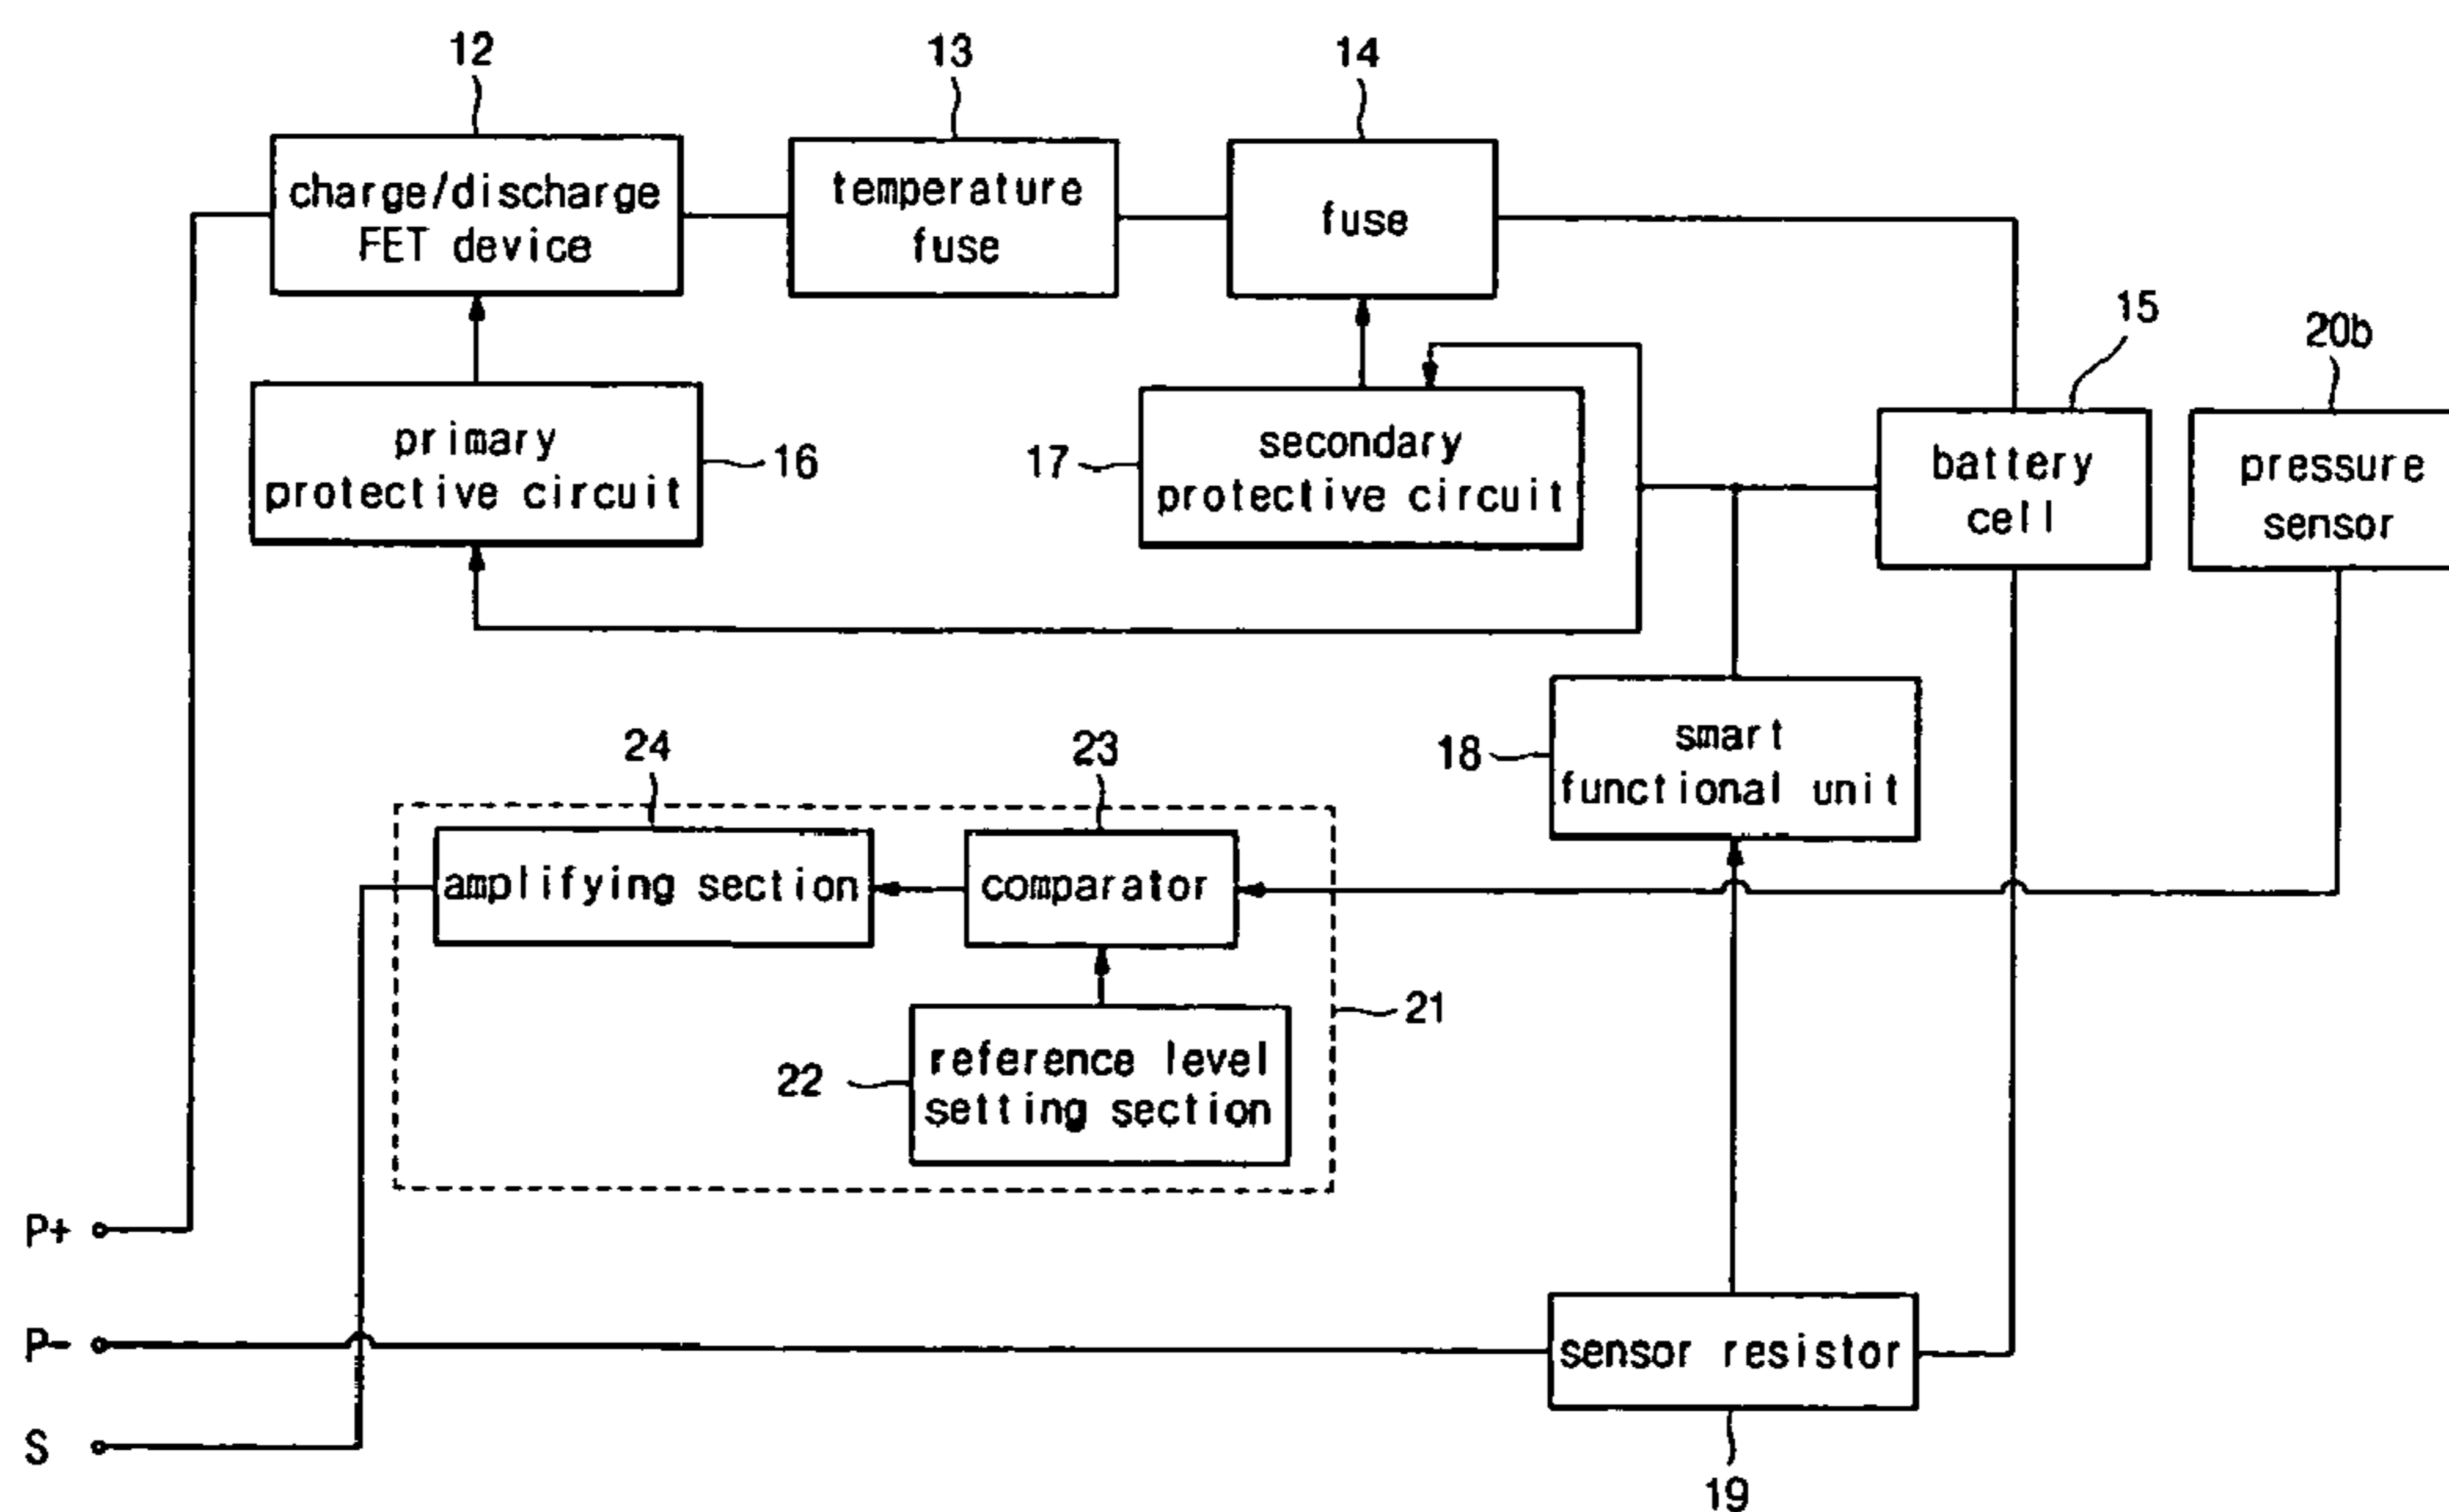 12
13
14
charge/discharge
FET device
temperature
fuse
fuse
15
20b
primary
protective circuit
16
17
secondary
protective circuit
battery
cell
pressure
sensor
24
23
18
smart
functional unit
amplifying section
comparator
21
22
reference level
setting section
P+
P-
sensor resistor
S
19